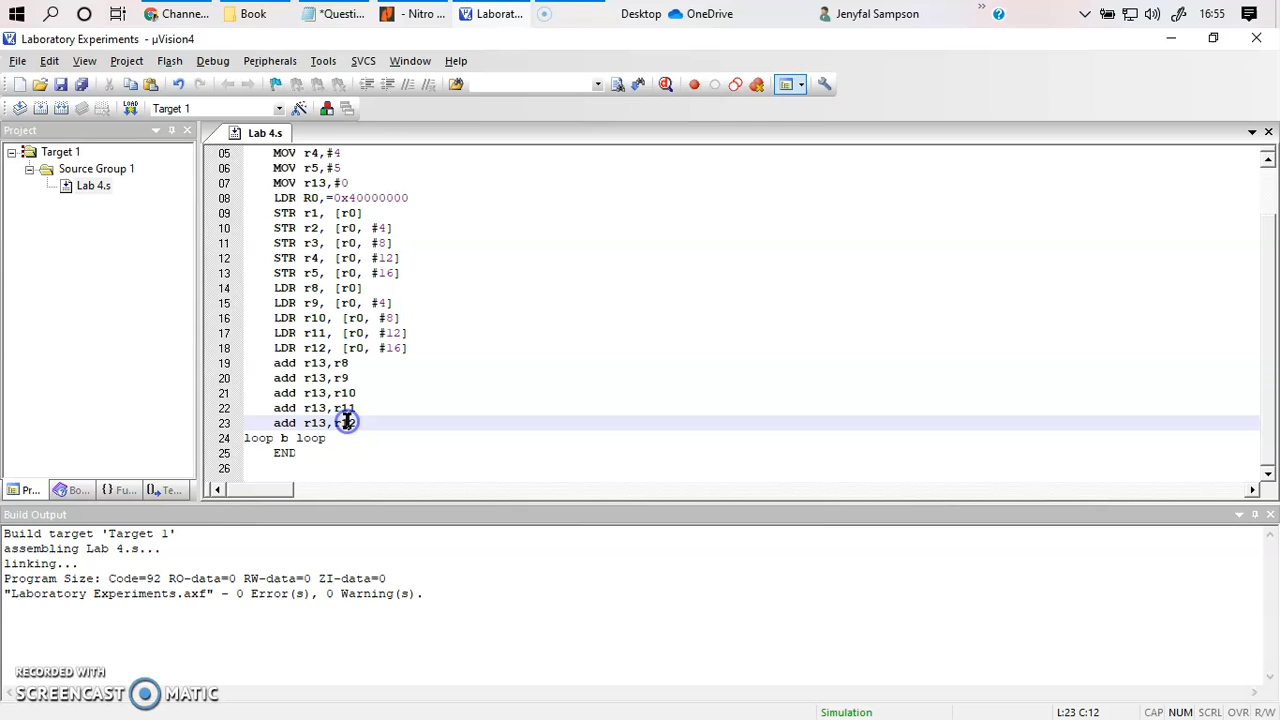 Channe...
Book
*Questi...
- Nitro ...
Laborat...
Desktop
OneDrive
Jenyfal Sampson
»
16:55
Laboratory Experiments - µVision4
File Edit View Project Flash Debug Peripherals Tools SVCS Window Help
Target 1
Project
Lab 4.s
Target 1
Source Group 1
Lab 4.s
05 MOV r4,#4
06 MOV r5,#5
07 MOV r13,#0
08 LDR R0,=0x40000000
09 STR r1, [r0]
10 STR r2, [r0, #4]
11 STR r3, [r0, #8]
12 STR r4, [r0, #12]
13 STR r5, [r0, #16]
14 LDR r8, [r0]
15 LDR r9, [r0, #4]
16 LDR r10, [r0, #8]
17 LDR r11, [r0, #12]
18 LDR r12, [r0, #16]
19 add r13,r8
20 add r13,r9
21 add r13,r10
22 add r13,r11
23 add r13,r12
24 loop b loop
25 END
26
Pr... Bo... {} Fu... Te...
Build Output
Build target 'Target 1'
assembling Lab 4.s...
linking...
Program Size: Code=92 RO-data=0 RW-data=0 ZI-data=0
"Laboratory Experiments.axf" - 0 Error(s), 0 Warning(s).
RECORDED WITH
SCREENCAST MATIC
Simulation
L:23 C:12
CAP NUM SCRL OVR R/W